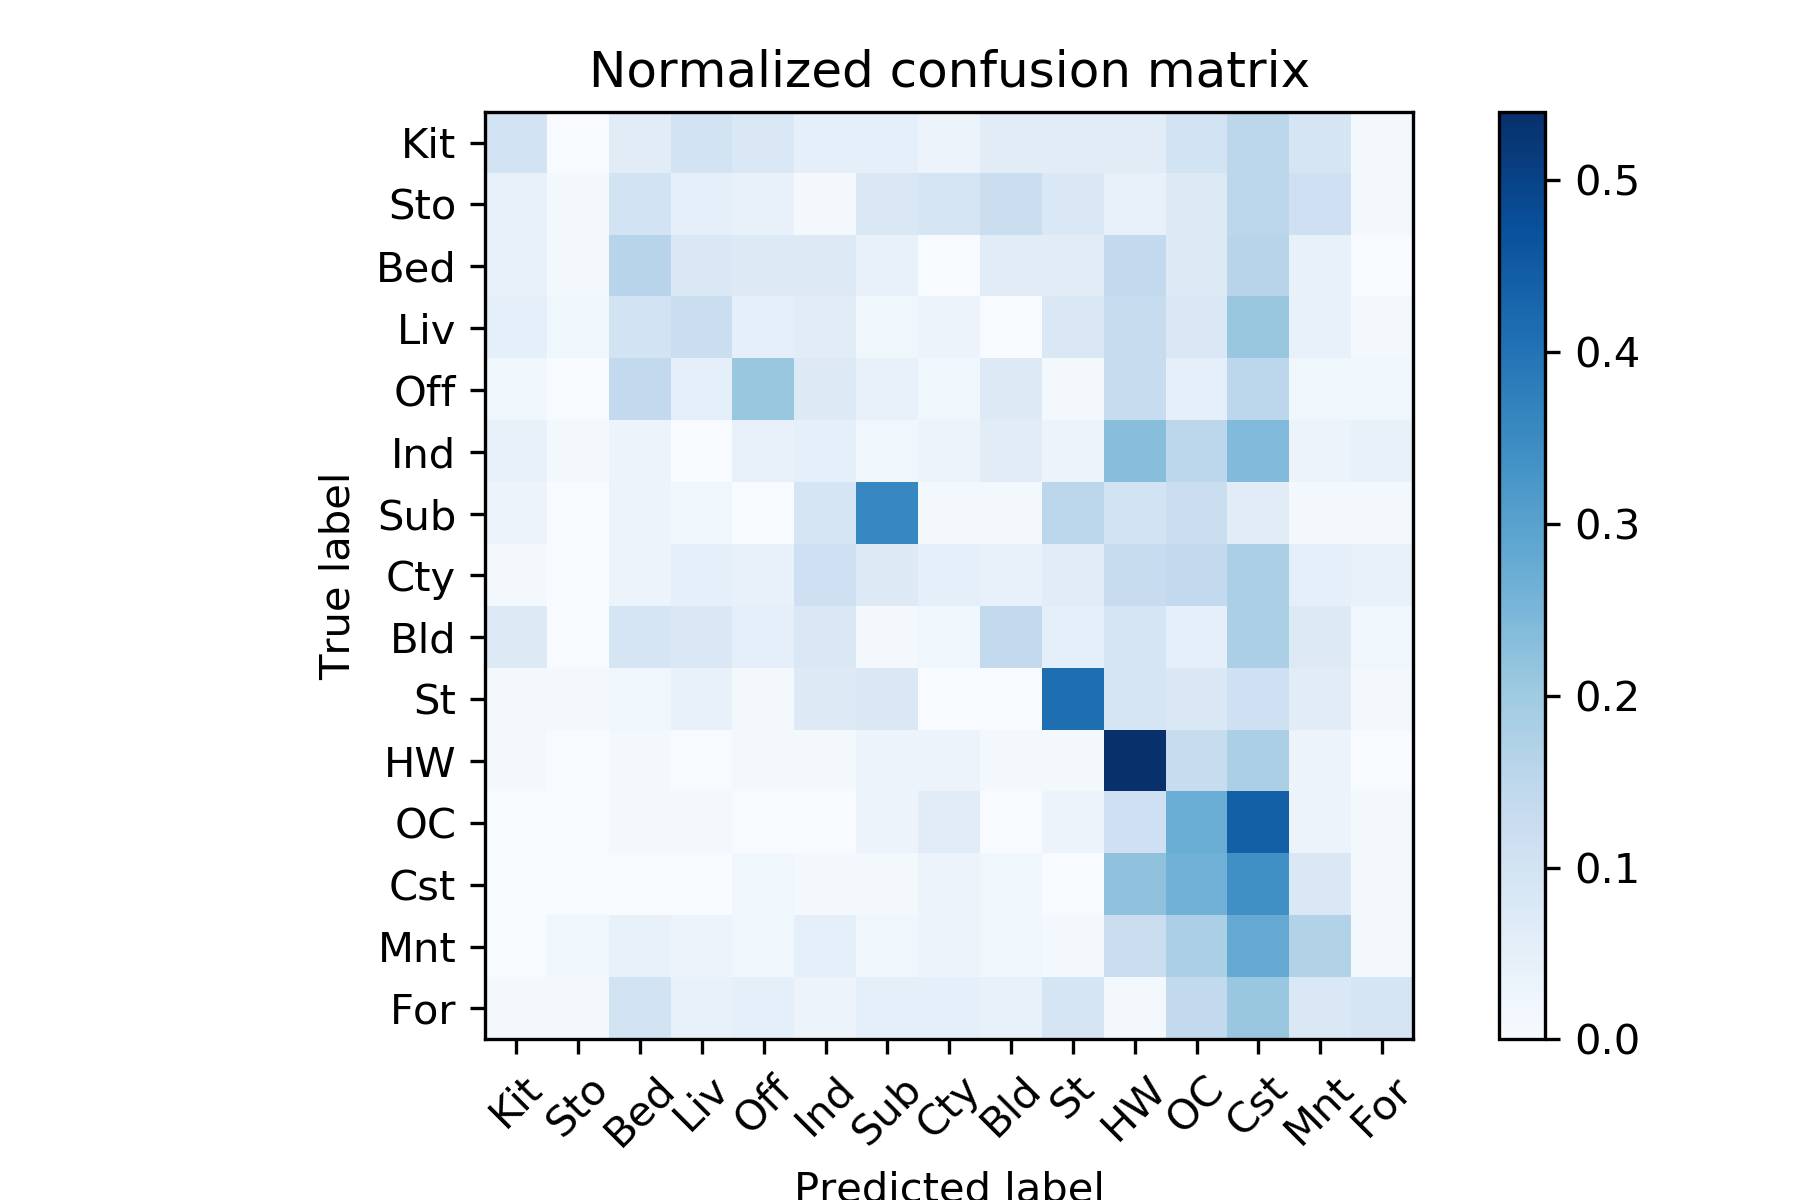 Normalized confusion matrix
True label
Kit
Sto
Bed
Liv
Off
Ind
Sub
Cty
Bld
St
HW
OC
Cst
Mnt
For
Kit Sto Bed Liv Off Ind Sub Cty Bld St HW OC Cst Mnt For
Predicted label
0.5
0.4
0.3
0.2
0.1
0.0